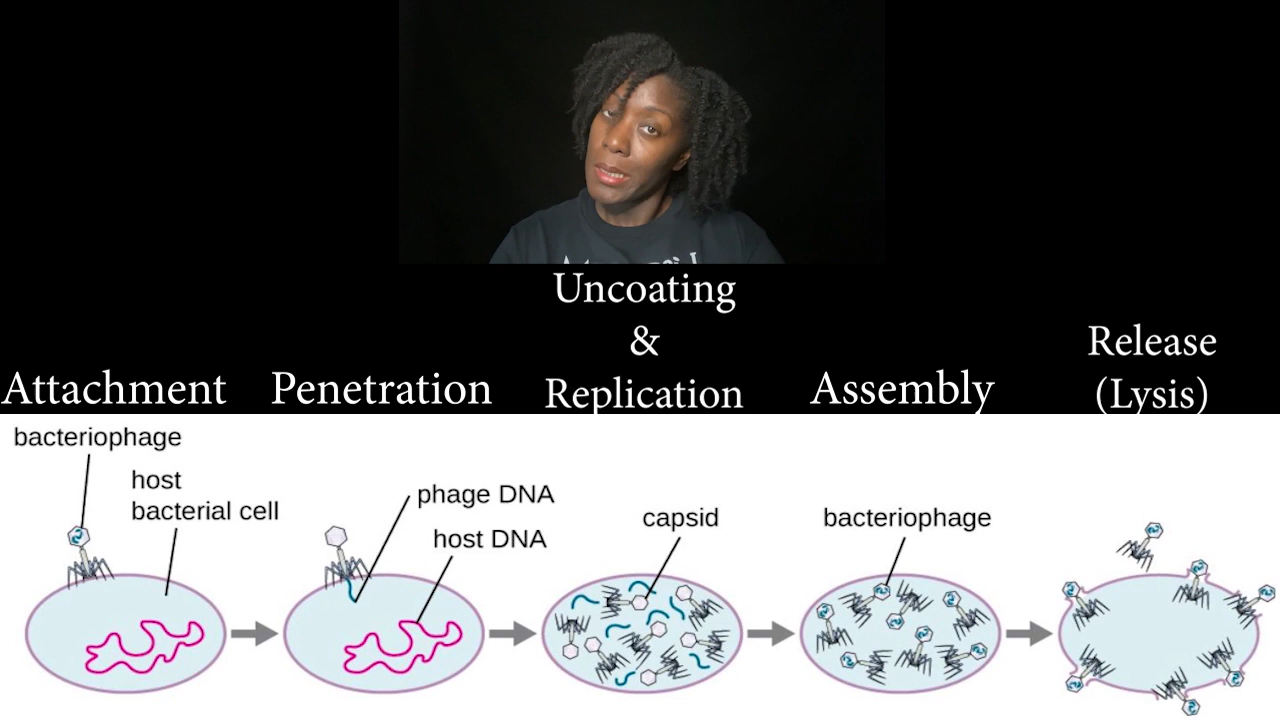 Uncoating
&
Replication
Attachment
Penetration
Assembly
Release
(Lysis)
bacteriophage
host
bacterial cell
phage DNA
host DNA
capsid
bacteriophage